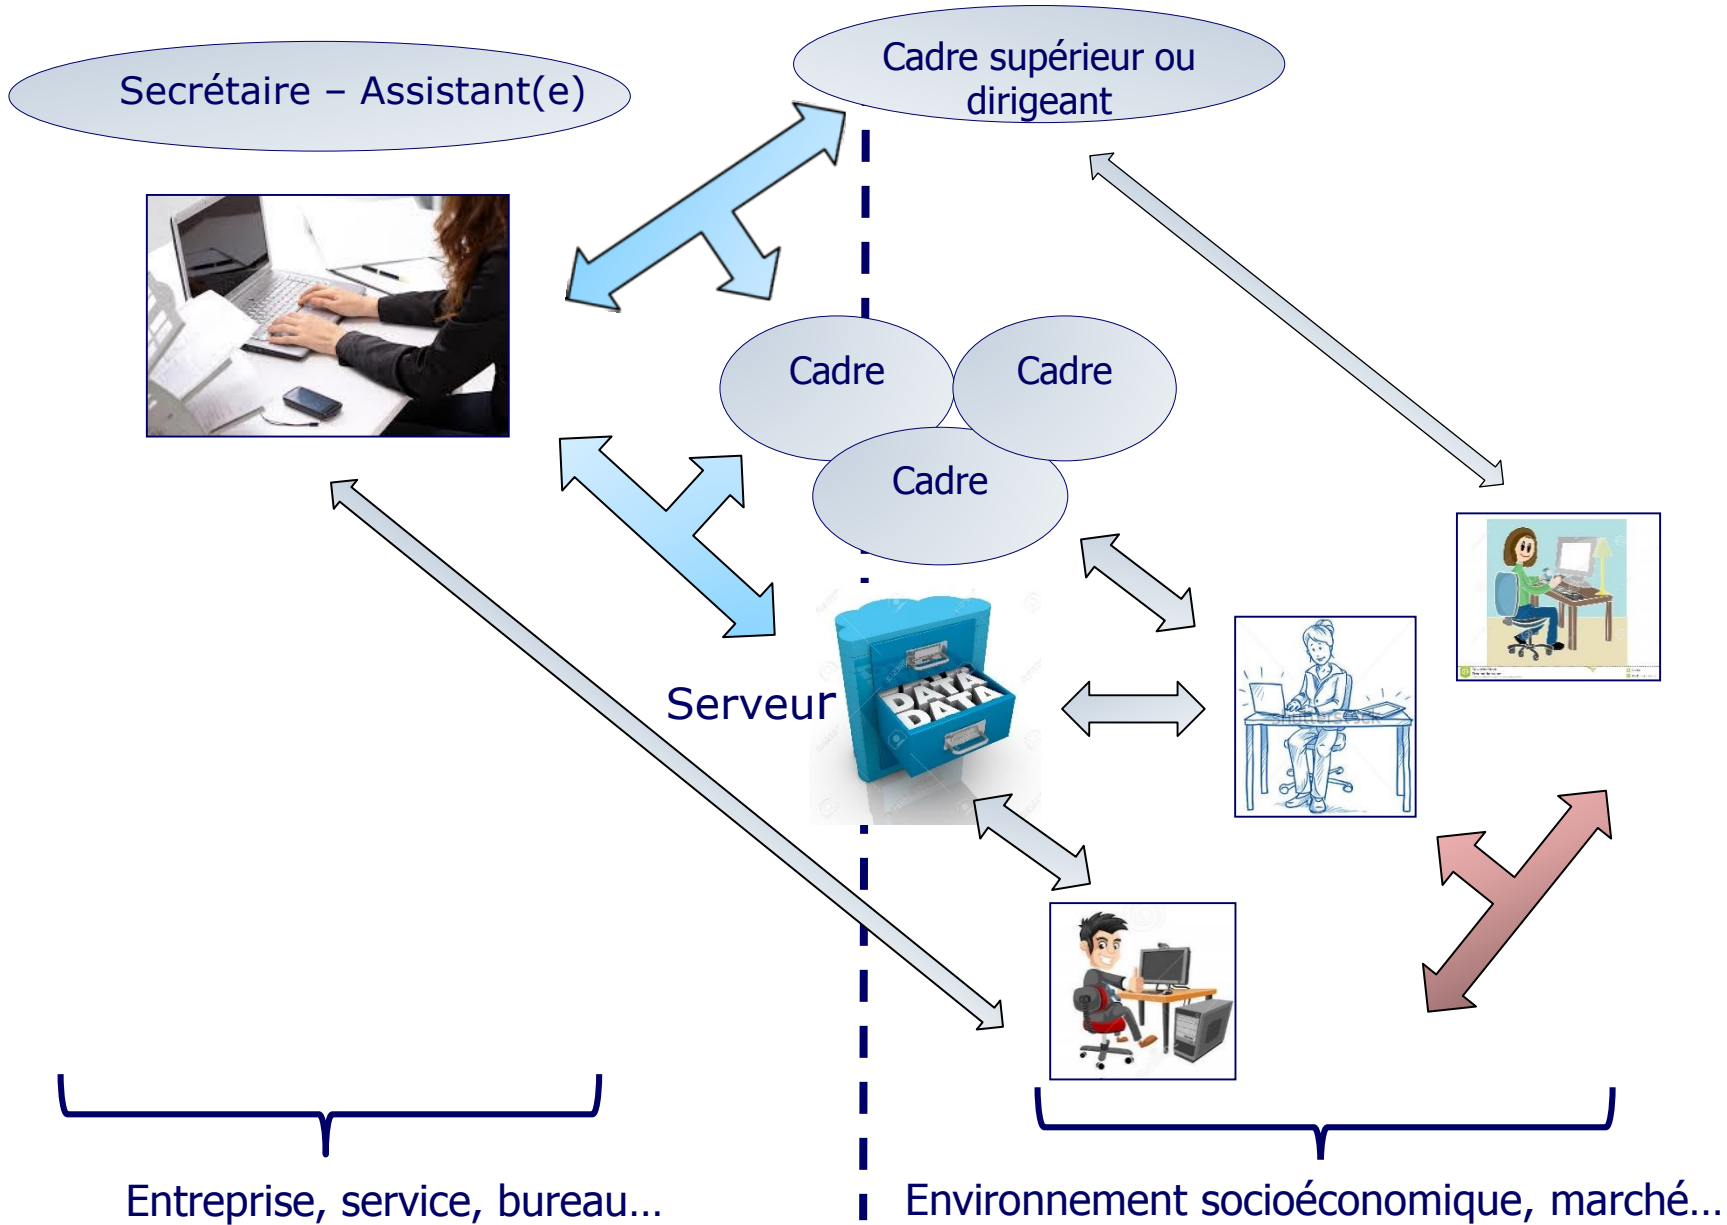 Secrétaire – Assistant(e)
Cadre supérieur ou
dirigeant
Cadre
Cadre
Cadre
Serveur
DATA
DATA
Entreprise, service, bureau…
Environnement socioéconomique, marché…